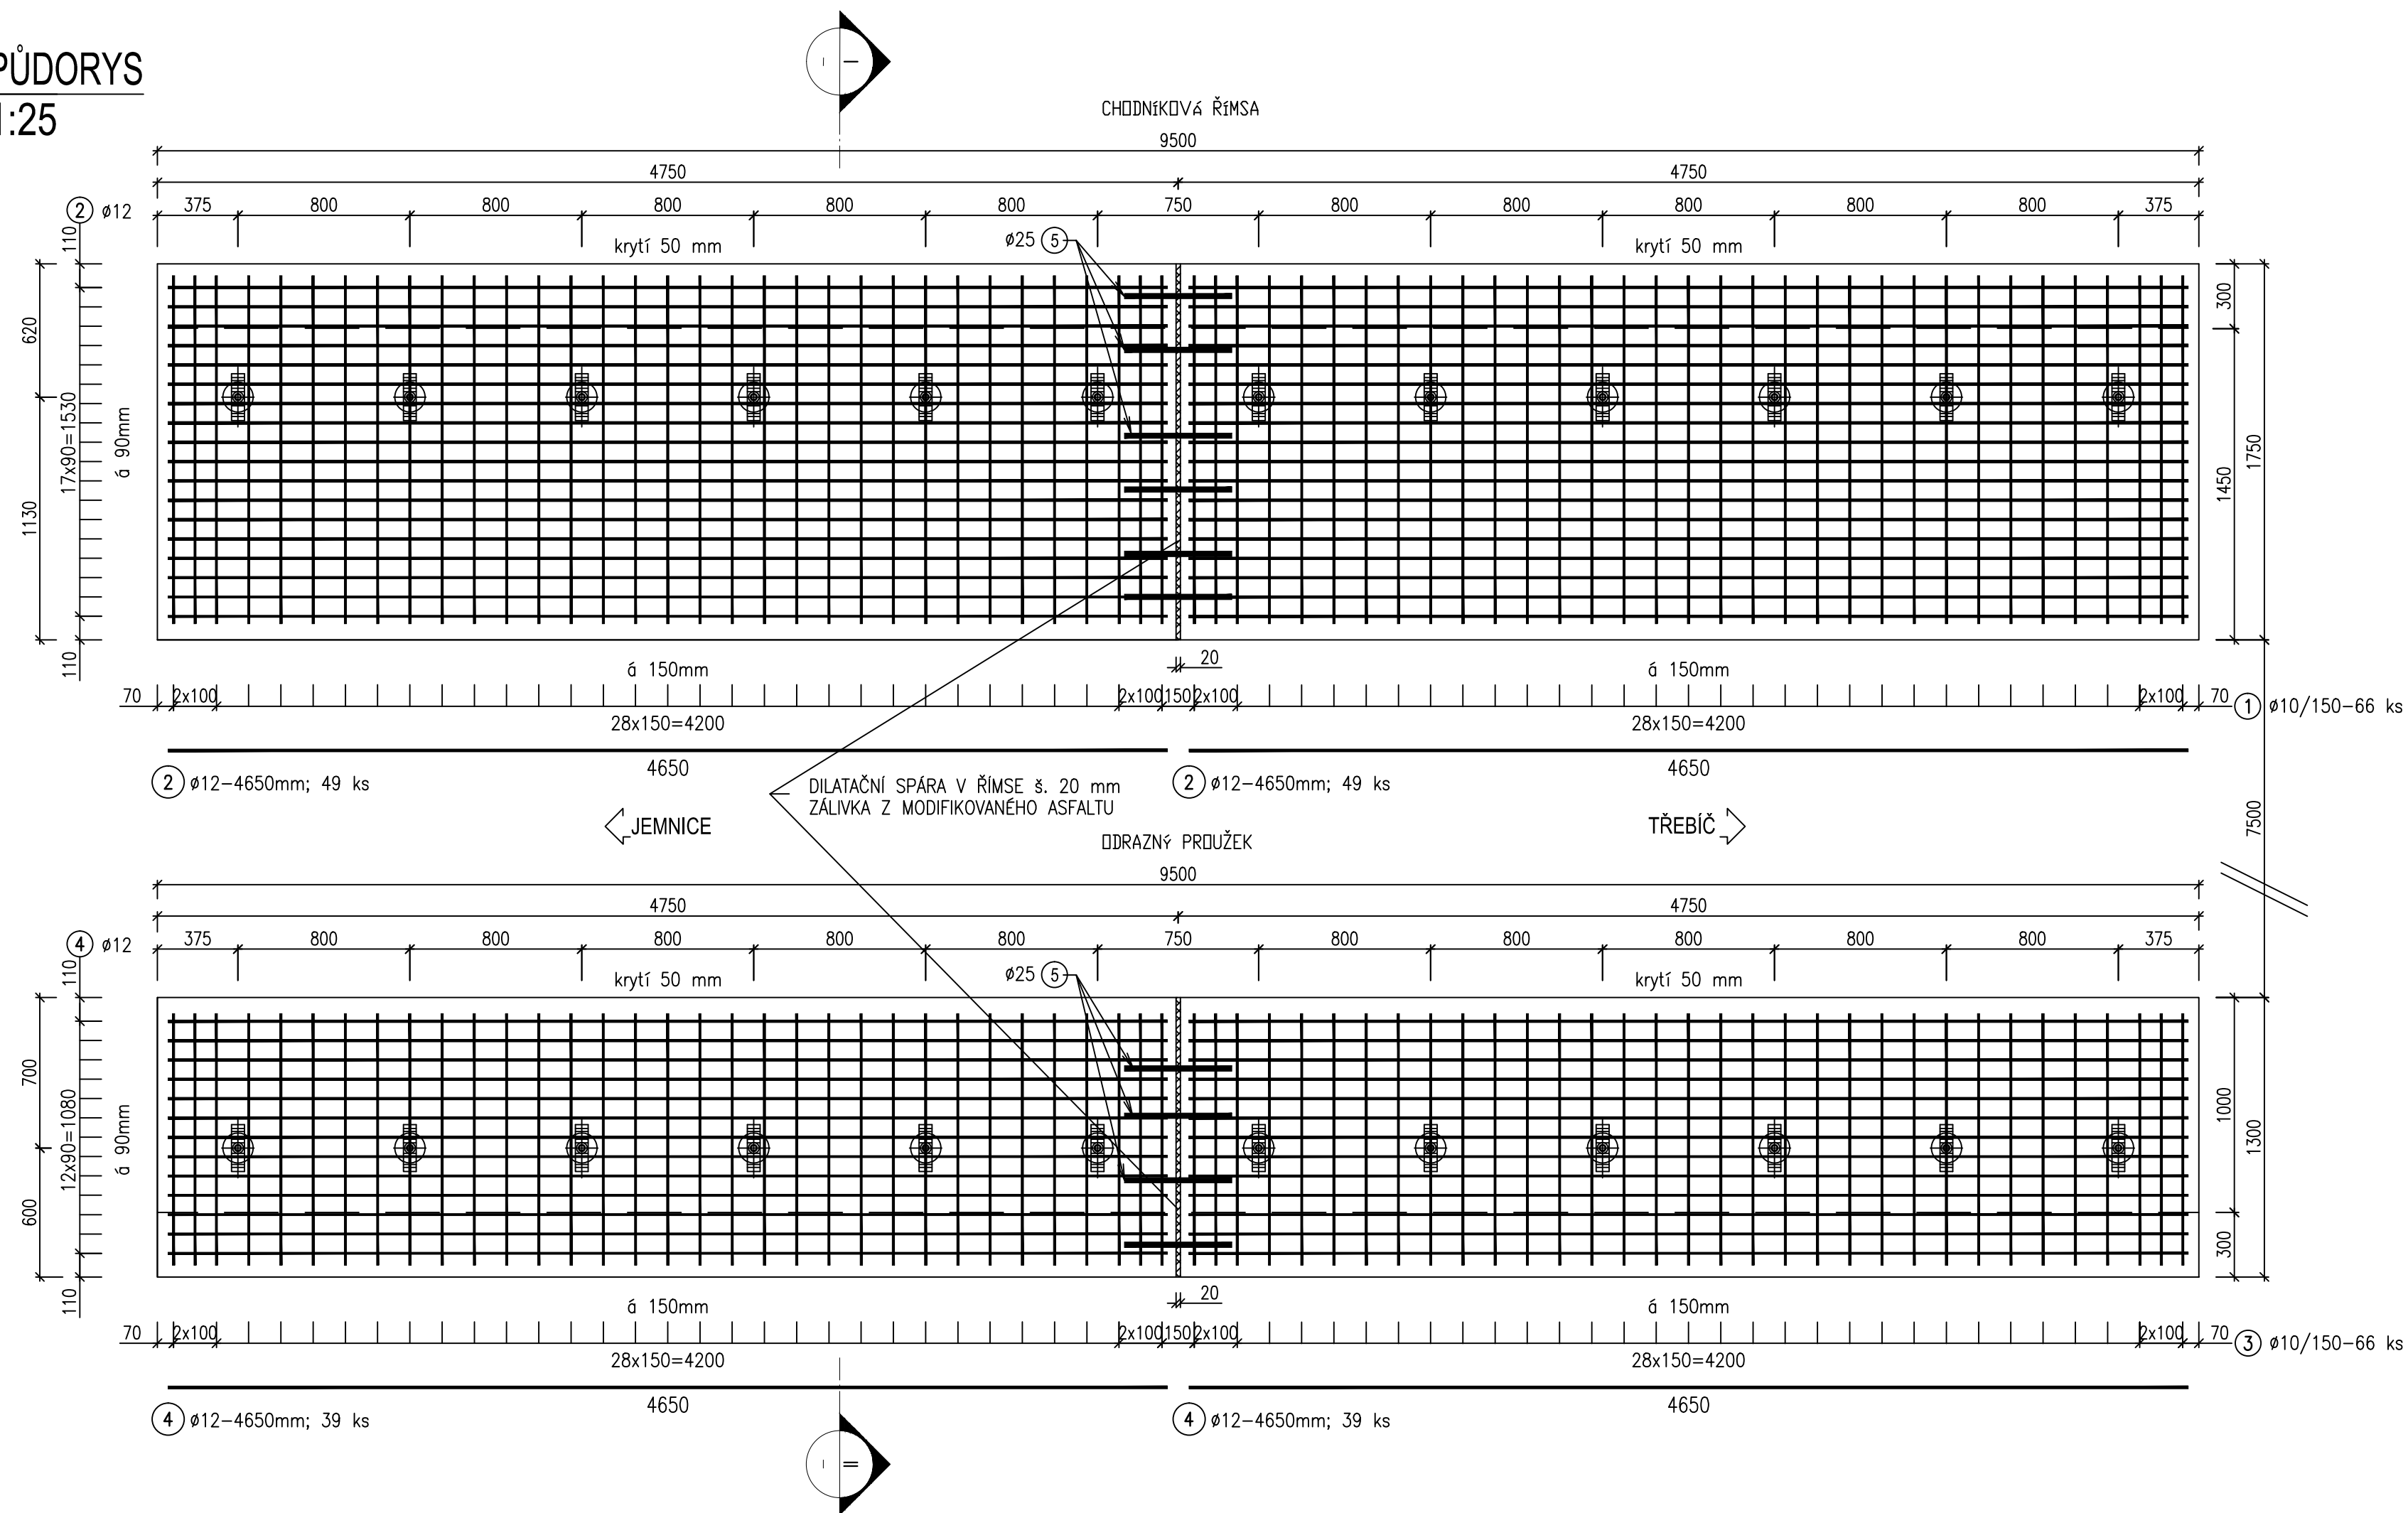 PŮDORYS
1:25
I
CHODNÍKOVÁ ŘÍMSA
9500
4750 4750
2 ø12 375 800 800 800 800 800 750 800 800 800 800 800 375
krytí 50 mm ø25 5 krytí 50 mm
110
620
1130
17x90=1530
á 90mm
110
300
1450
1750
7500
á 150mm 20 á 150mm
70 2x100 2x100 150 2x100 2x100 70 1 ø10/150-66 ks
28x150=4200 28x150=4200
4650 4650
2 ø12-4650mm; 49 ks 2 ø12-4650mm; 49 ks
DILATAČNÍ SPÁRA V ŘÍMSE š. 20 mm
ZÁLIVKA Z MODIFIKOVANÉHO ASFALTU
JEMNICE TŘEBÍČ
ODRAZNÝ PROUŽEK
9500
4750 4750
4 ø12 375 800 800 800 800 800 750 800 800 800 800 800 375
krytí 50 mm ø25 5 krytí 50 mm
110
700
600
12x90=1080
á 90mm
110
1000
300
1300
á 150mm 20 á 150mm
70 2x100 2x100 150 2x100 2x100 70 3 ø10/150-66 ks
28x150=4200 28x150=4200
4650 4650
4 ø12-4650mm; 39 ks 4 ø12-4650mm; 39 ks
II